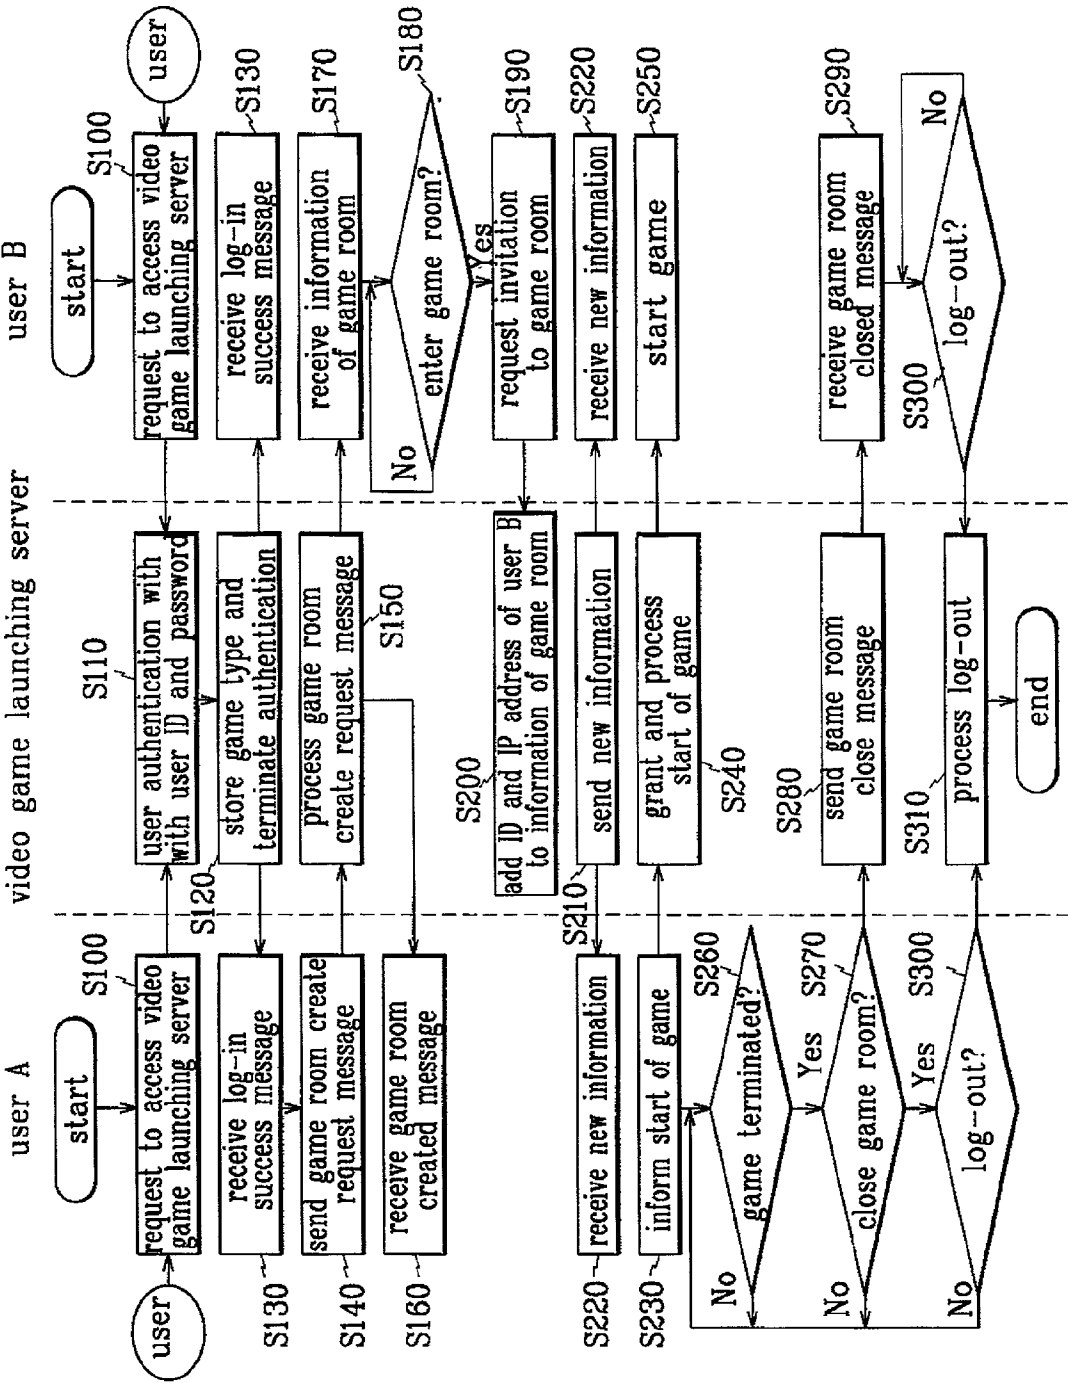 user A
video game launching server
user B
start
start
user
user
S100
request to access video
game launching server
S110
user authentication with
with user ID and password
S100
request to access video
game launching server
S120
store game type and
terminate authentication
S130
receive log-in
success message
S130
receive log-in
success message
S140
send game room create
request message
process game room
create request message
S150
S170
receive information
of game room
S160
receive game room
created message
S180
enter game room?
No
Yes
S190
request invitation
to game room
S200
add ID and IP address of user B
to information of game room
S210
send new information
S220
receive new information
S220
receive new information
S230
inform start of game
grant and process
start of game
S240
S250
start game
S260
game terminated?
No
Yes
S270
close game room?
No
Yes
S280
send game room
close message
S290
receive game room
closed message
S300
log-out?
No
S300
log-out?
No
S310
process log-out
end